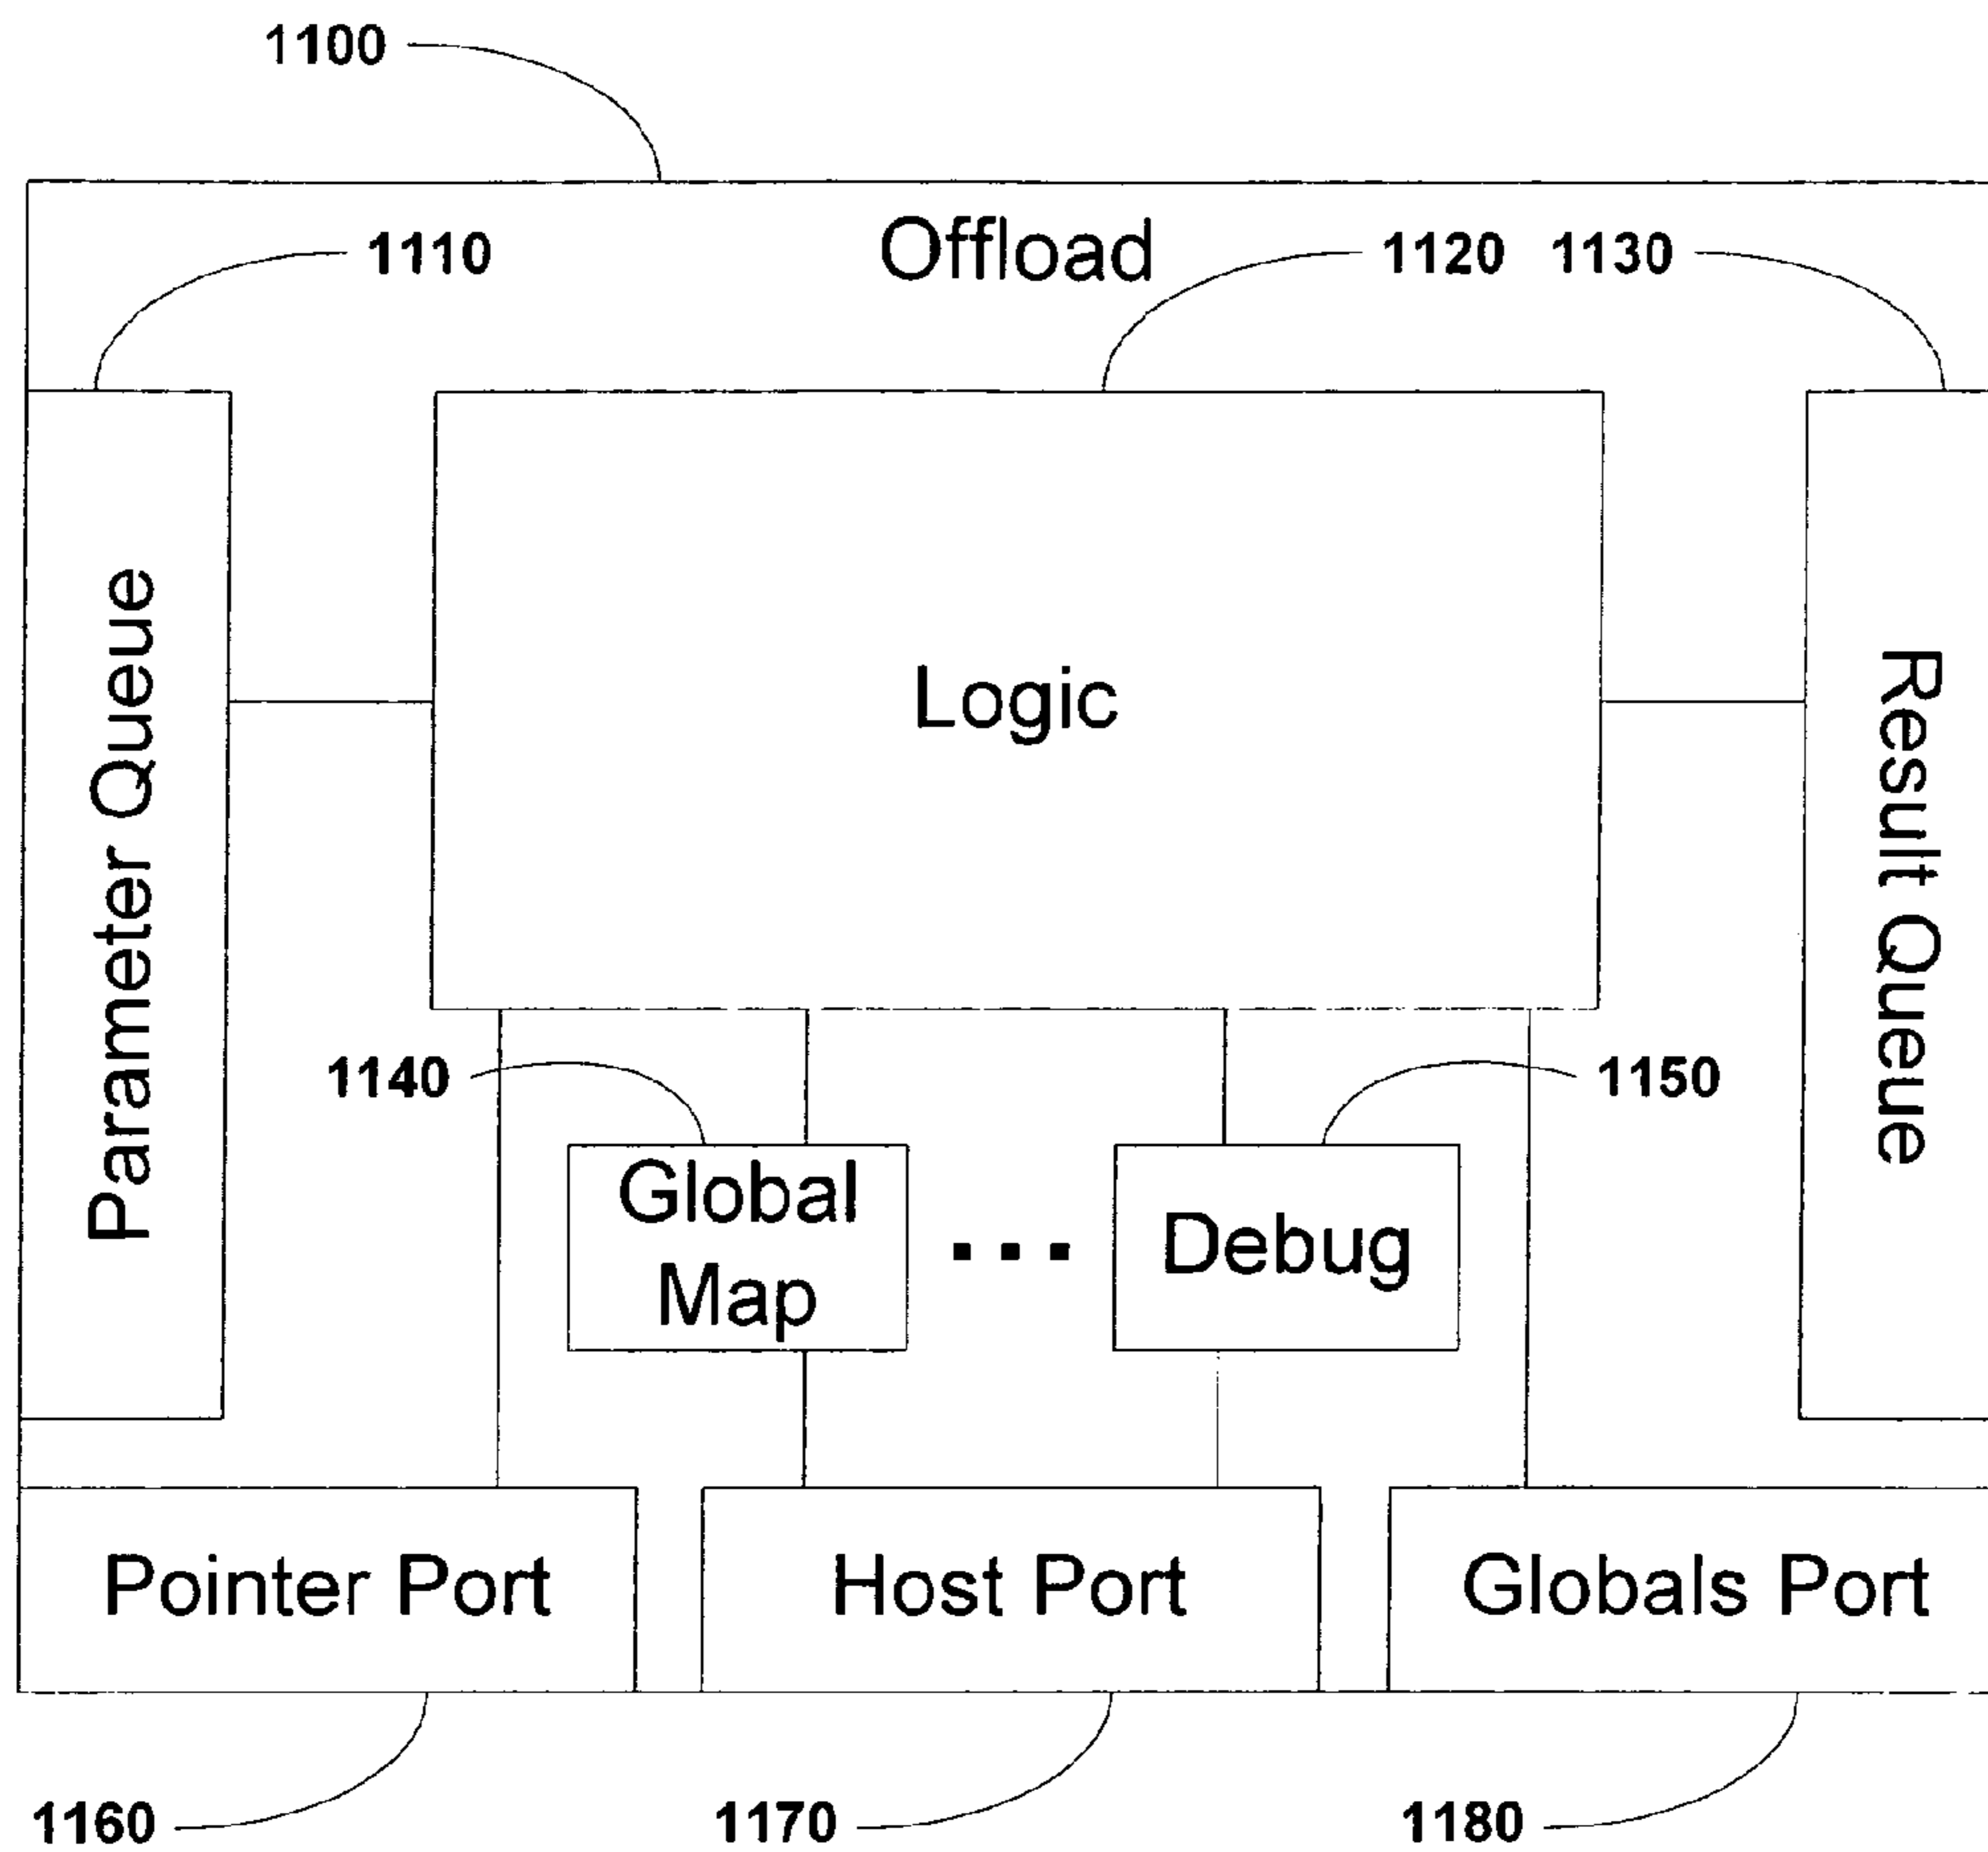 1100
Offload
1110
1120
1130
Parameter Queue
Logic
Result Queue
1140
1150
Global
Map
Debug
Pointer Port
Host Port
Globals Port
1160
1170
1180